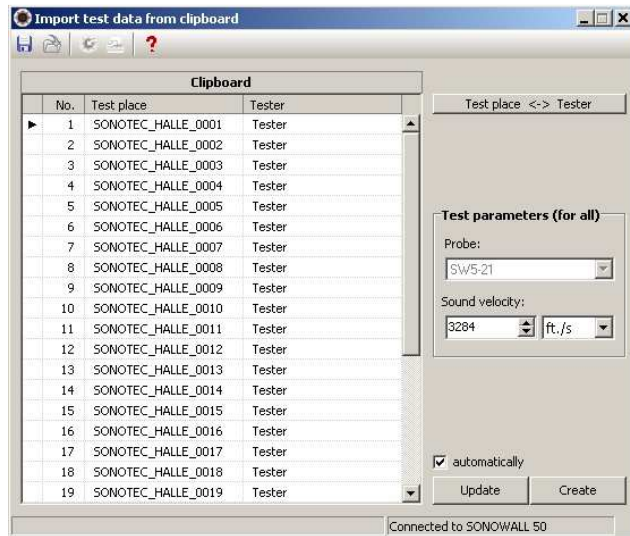 Import test data from clipboard
?
Clipboard
No. Test place Tester
1 SONOTEC_HALLE_0001 Tester
2 SONOTEC_HALLE_0002 Tester
3 SONOTEC_HALLE_0003 Tester
4 SONOTEC_HALLE_0004 Tester
5 SONOTEC_HALLE_0005 Tester
6 SONOTEC_HALLE_0006 Tester
7 SONOTEC_HALLE_0007 Tester
8 SONOTEC_HALLE_0008 Tester
9 SONOTEC_HALLE_0009 Tester
10 SONOTEC_HALLE_0010 Tester
11 SONOTEC_HALLE_0011 Tester
12 SONOTEC_HALLE_0012 Tester
13 SONOTEC_HALLE_0013 Tester
14 SONOTEC_HALLE_0014 Tester
15 SONOTEC_HALLE_0015 Tester
16 SONOTEC_HALLE_0016 Tester
17 SONOTEC_HALLE_0017 Tester
18 SONOTEC_HALLE_0018 Tester
19 SONOTEC_HALLE_0019 Tester
Test place <-> Tester
Test parameters (for all)
Probe:
SW5-21
Sound velocity:
3284 ft./s
automatically
Update Create
Connected to SONOWALL 50